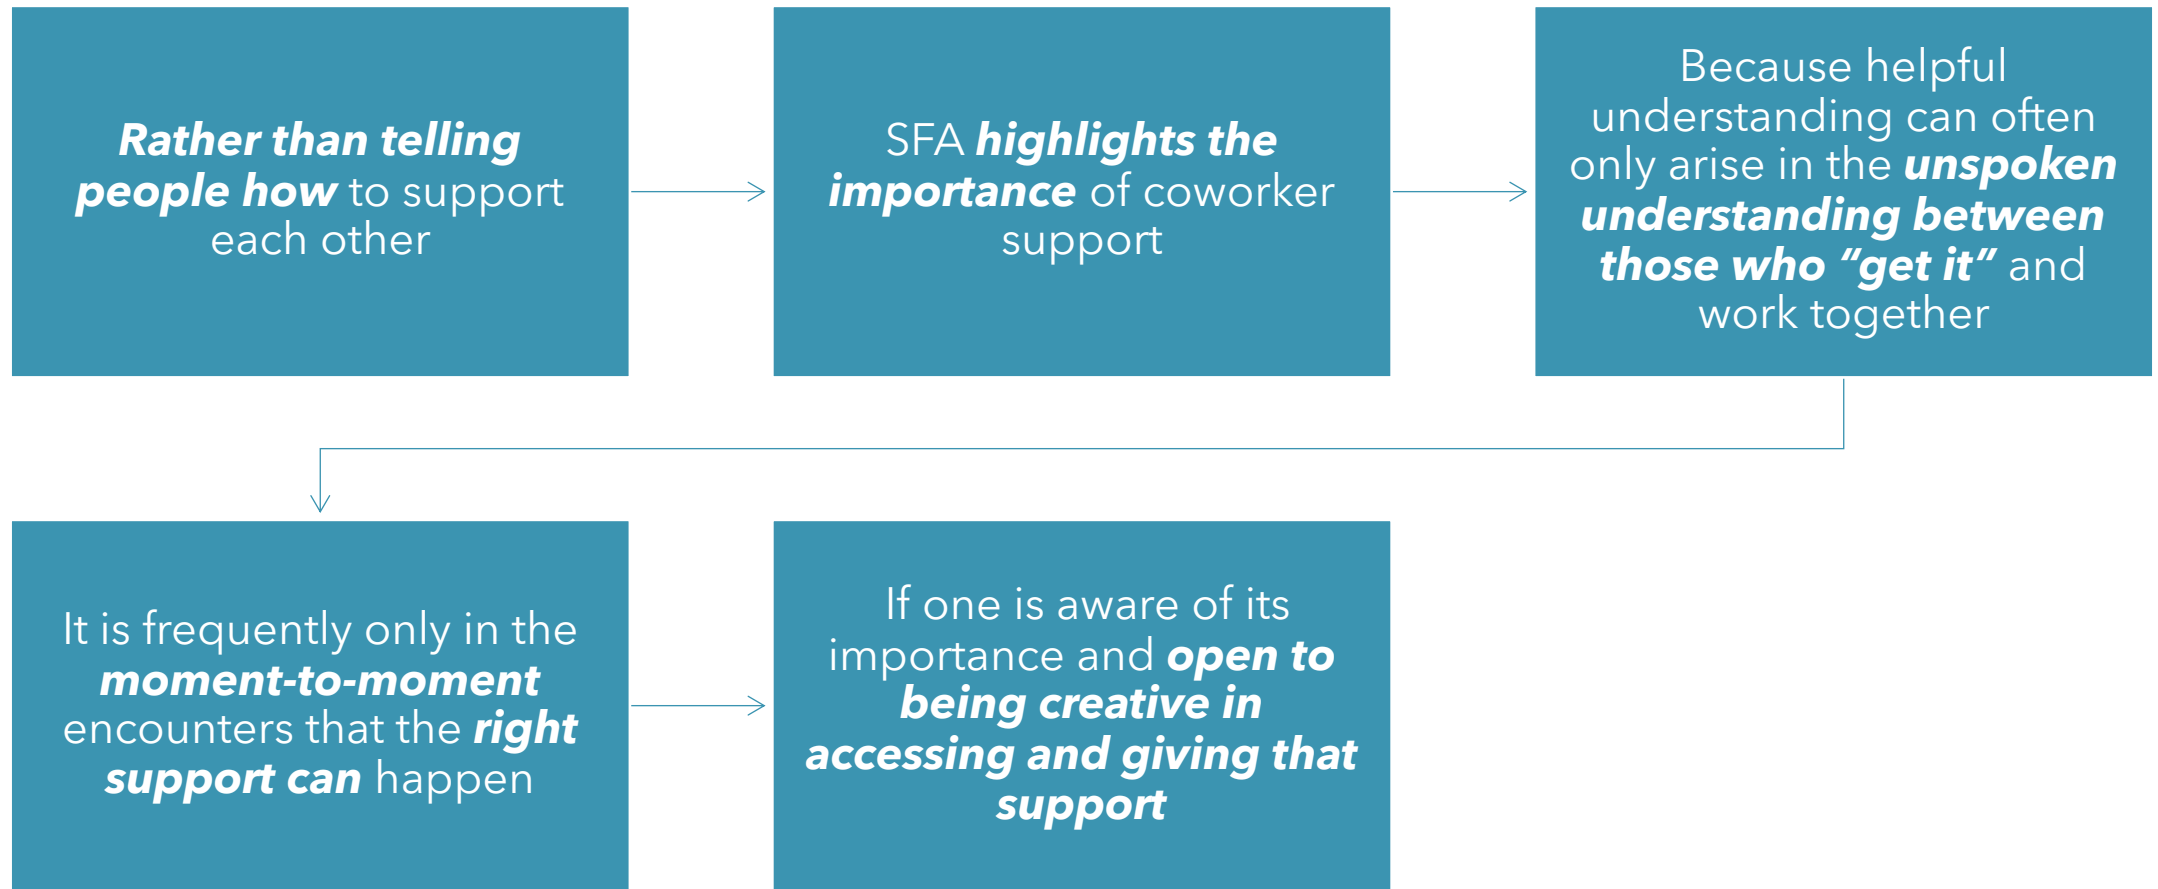 Rather than telling
people how to support
each other
SFA highlights the
importance of coworker
support
Because helpful
understanding can often
only arise in the unspoken
understanding between
those who “get it” and
work together
It is frequently only in the
moment-to-moment
encounters that the right
support can happen
If one is aware of its
importance and open to
being creative in
accessing and giving that
support